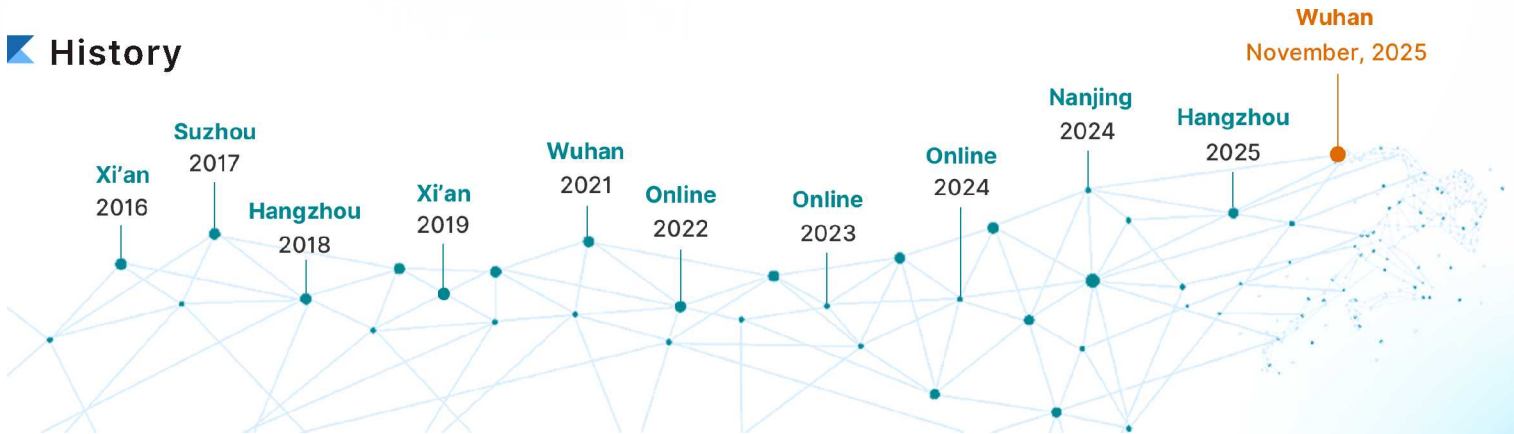 History
Xi’an
2016
Suzhou
2017
Hangzhou
2018
Xi’an
2019
Wuhan
2021
Online
2022
Online
2023
Online
2024
Nanjing
2024
Hangzhou
2025
Wuhan
November, 2025